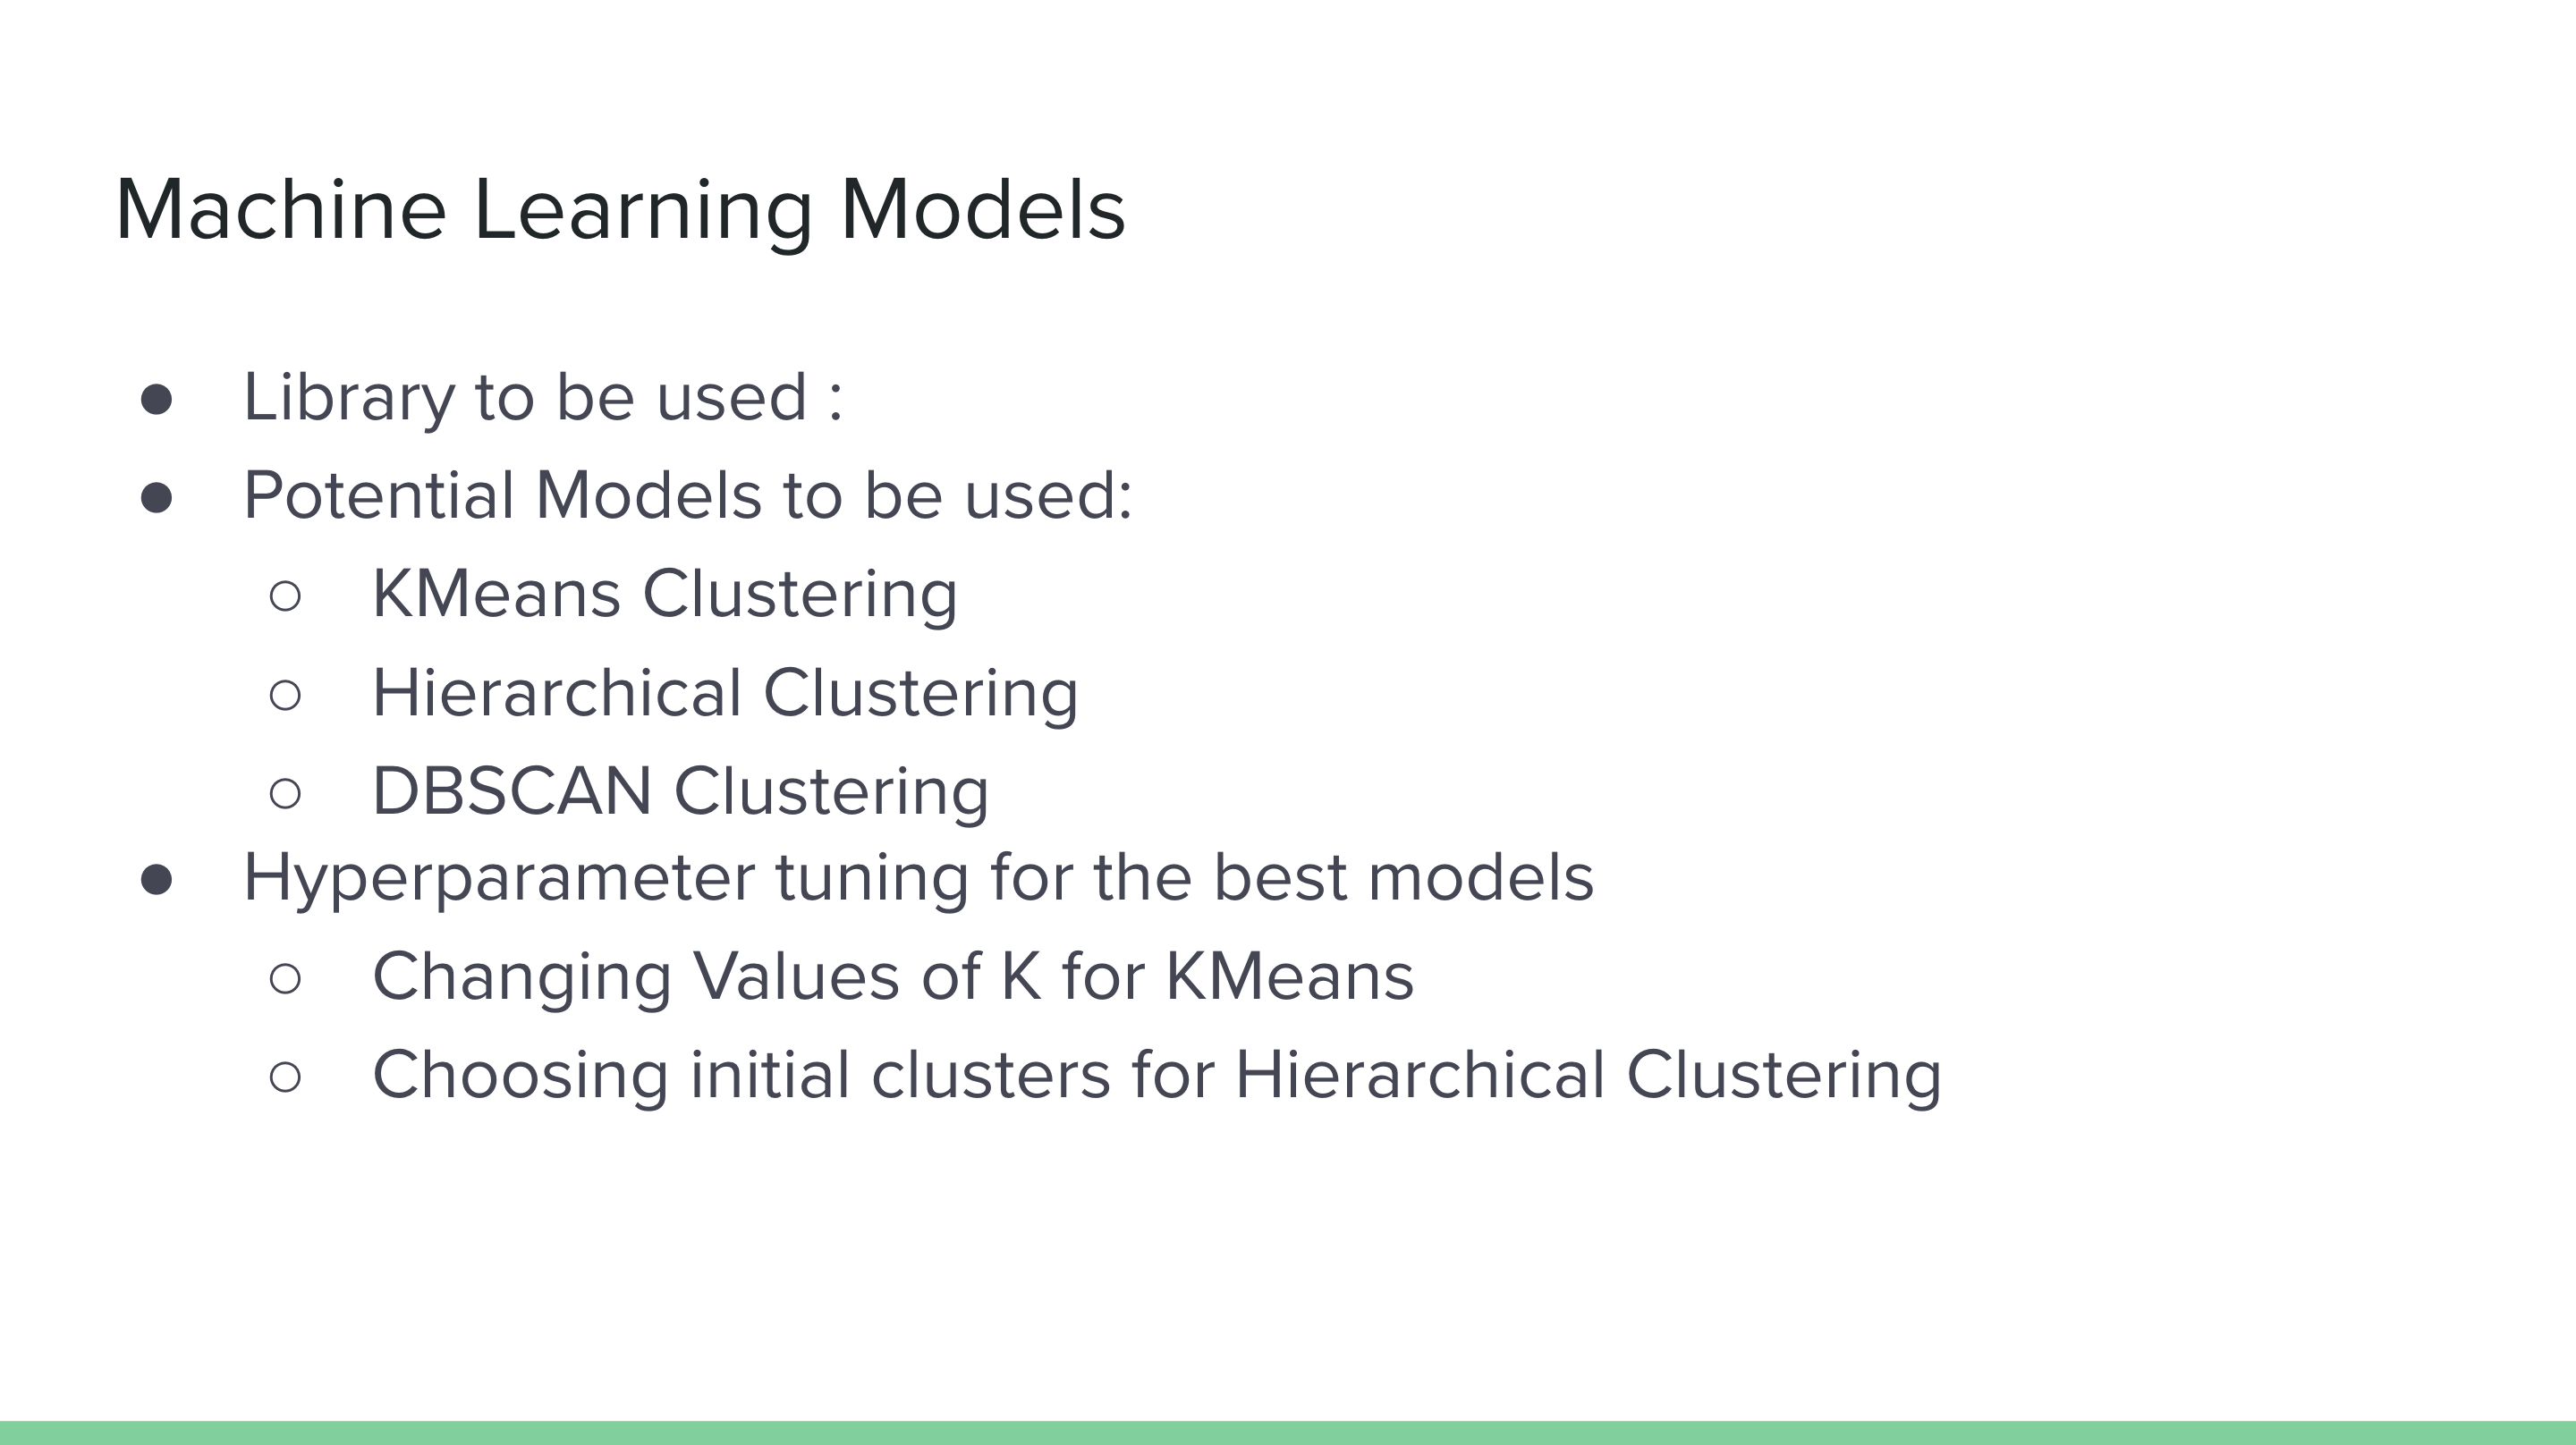 Machine Learning Models
● Library to be used :
● Potential Models to be used:
○ KMeans Clustering
○ Hierarchical Clustering
○ DBSCAN Clustering
● Hyperparameter tuning for the best models
○ Changing Values of K for KMeans
○ Choosing initial clusters for Hierarchical Clustering